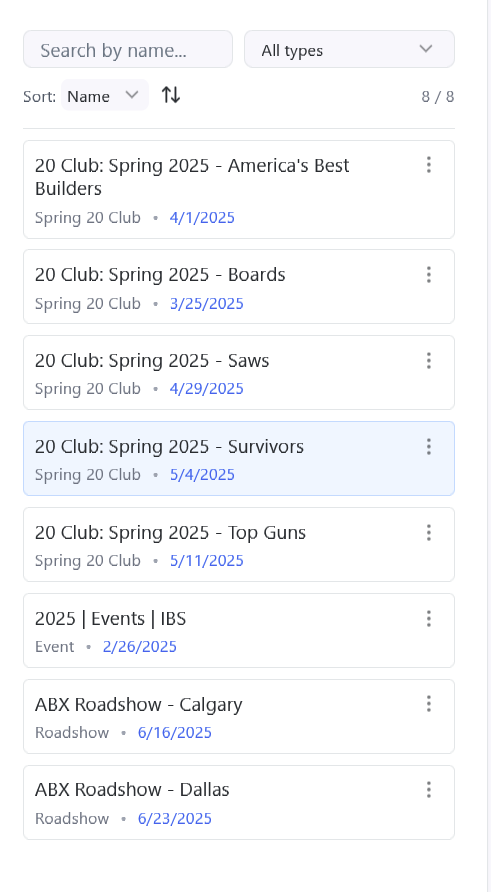 Search by name...
All types
Sort: Name
8 / 8
20 Club: Spring 2025 - America's Best
Builders
Spring 20 Club • 4/1/2025
20 Club: Spring 2025 - Boards
Spring 20 Club • 3/25/2025
20 Club: Spring 2025 - Saws
Spring 20 Club • 4/29/2025
20 Club: Spring 2025 - Survivors
Spring 20 Club • 5/4/2025
20 Club: Spring 2025 - Top Guns
Spring 20 Club • 5/11/2025
2025 | Events | IBS
Event • 2/26/2025
ABX Roadshow - Calgary
Roadshow • 6/16/2025
ABX Roadshow - Dallas
Roadshow • 6/23/2025